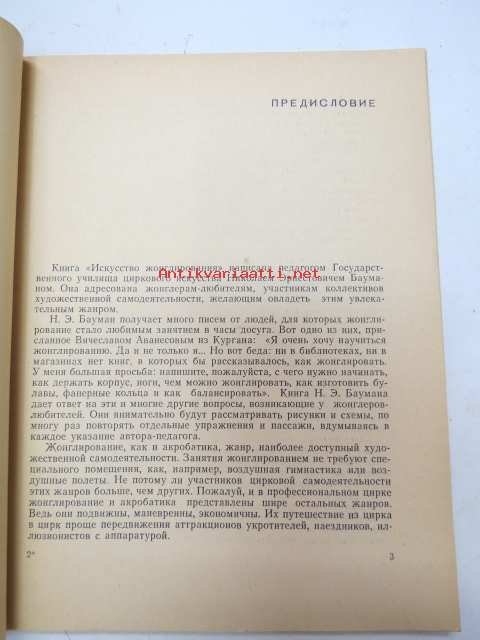 ПРЕДИСЛОВИЕ
Книга «Искусство жонглирования» написана педагогом Государст-
венного училища циркового искусства Николаем Эрнестовичем Баума-
ном. Она адресована жонглерам-любителям, участникам коллективов
художественной самодеятельности, желающим овладеть этим увлека-
тельным жанром.
Antikvariaatti.net
Н. Э. Бауман получает много писем от людей, для которых жонгли-
рование стало любимым занятием в часы досуга. Вот одно из них, при-
сланное Вячеславом Аванесовым из Кургана: «Я очень хочу научиться
жонглированию. Да и не только я... Но вот беда: ни в библиотеках, ни в
магазинах нет книг, в которых бы рассказывалось, как жонглировать.
У меня большая просьба: напишите, пожалуйста, с чего нужно начинать,
как держать корпус, ноги, чем можно жонглировать, как изготовить бу-
лавы, фанерные кольца и как балансировать». Книга Н. Э. Баумана
дает ответ на эти и многие другие вопросы, возникающие у жонглеров-
любителей. Они внимательно будут рассматривать рисунки и схемы, по
многу раз повторять отдельные упражнения и пассажи, вдумываясь в
каждое указание автора-педагога.
Жонглирование, как и акробатика, жанр, наиболее доступный худо-
жественной самодеятельности. Занятия жонглированием не требуют спе-
циального помещения, как, например, воздушная гимнастика или воз-
душные полеты. Не потому ли участников цирковой самодеятельности
этих жанров больше, чем других. Пожалуй, и в профессиональном цирке
жонглирование и акробатика представлены шире остальных жанров.
Ведь они подвижны, маневренны, экономичны. Их путешествие из цирка
в цирк проще передвижения аттракционов укротителей, наездников, ил-
люзионистов с аппаратурой.
2* 3